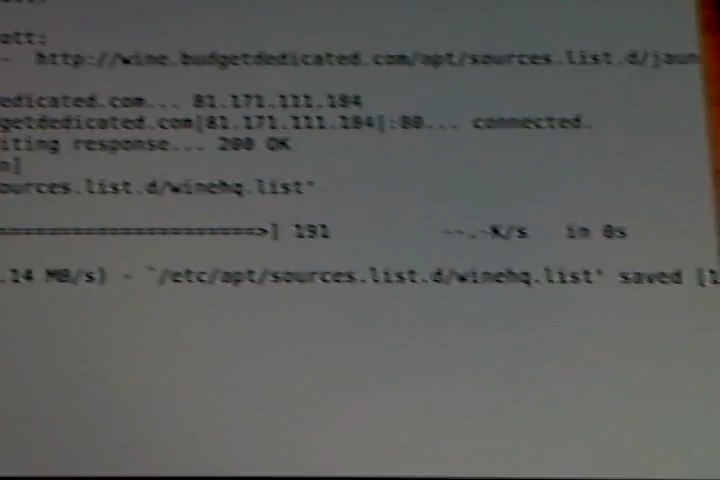 ott:
- http://wine.budgetdedicated.com/apt/sources.list.d/jaun
edicated.com... 81.171.111.184
getdedicated.com|81.171.111.184|:80... connected.
iting response... 200 OK
n]
ources.list.d/winehq.list'
=======================>] 191 --.-K/s in 0s
.14 MB/s) - `/etc/apt/sources.list.d/winehq.list' saved [1